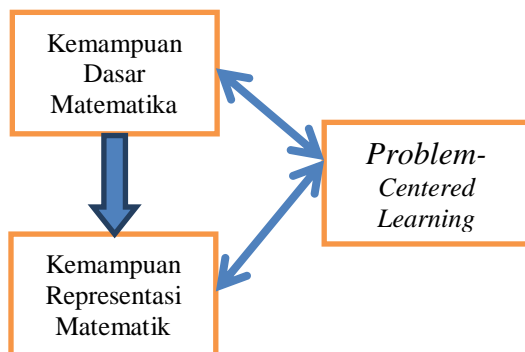 Kemampuan
Dasar
Matematika
Problem-
Centered
Learning
Kemampuan
Representasi
Matematik